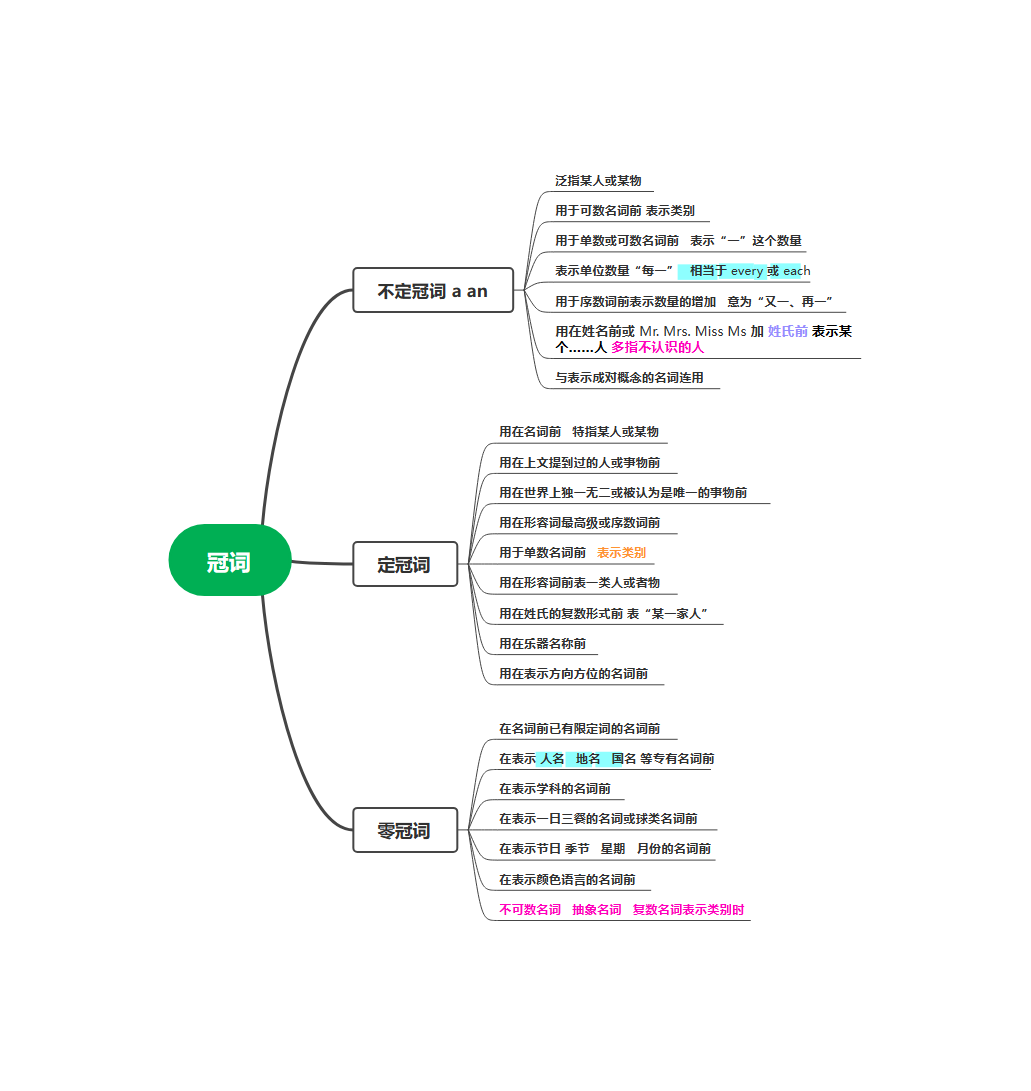 冠词
不定冠词 a an
泛指某人或某物
用于可数名词前 表示类别
用于单数或可数名词前 表示“一”这个数量
表示单位数量“每一” 相当于 every 或 each
用于序数词前表示数量的增加 意为“又一、再一”
用在姓名前或 Mr. Mrs. Miss Ms 加 姓氏前 表示某
个……人 多指不认识的人
与表示成对概念的名词连用
定冠词
用在名词前 特指某人或某物
用在上文提到过的人或事物前
用在世界上独一无二或被认为是唯一的事物前
用在形容词最高级或序数词前
用于单数名词前 表示类别
用在形容词前表一类人或者物
用在姓氏的复数形式前 表“某一家人”
用在乐器名称前
用在表示方向方位的名词前
零冠词
在名词前已有限定词的名词前
在表示 人名 地名 国名 等专有名词前
在表示学科的名词前
在表示一日三餐的名词或球类名词前
在表示节日 季节 星期 月份的名词前
在表示颜色语言的名词前
不可数名词 抽象名词 复数名词表示类别时